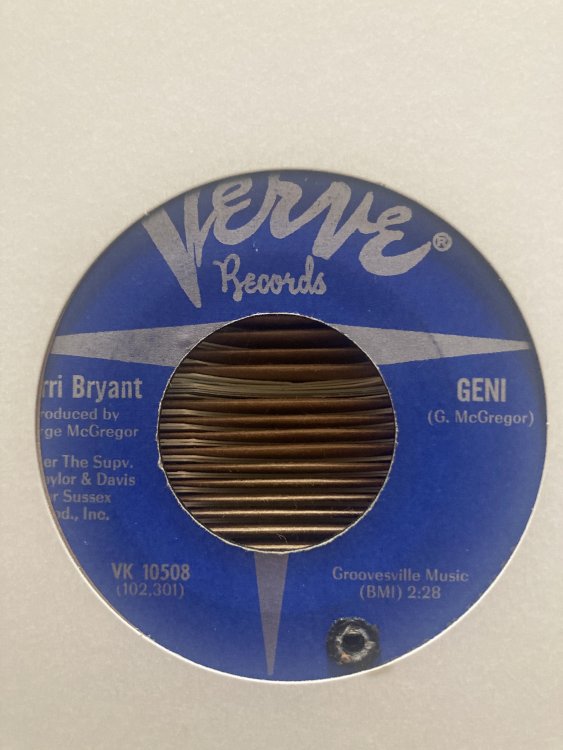 Verve®
Records
rri Bryant
roduced by
rge McGregor
er The Supv.
aylor & Davis
or Sussex
od., Inc.
GENI
(G. McGregor)
VK 10508
(102,301)
Groovesville Music
(BMI) 2:28